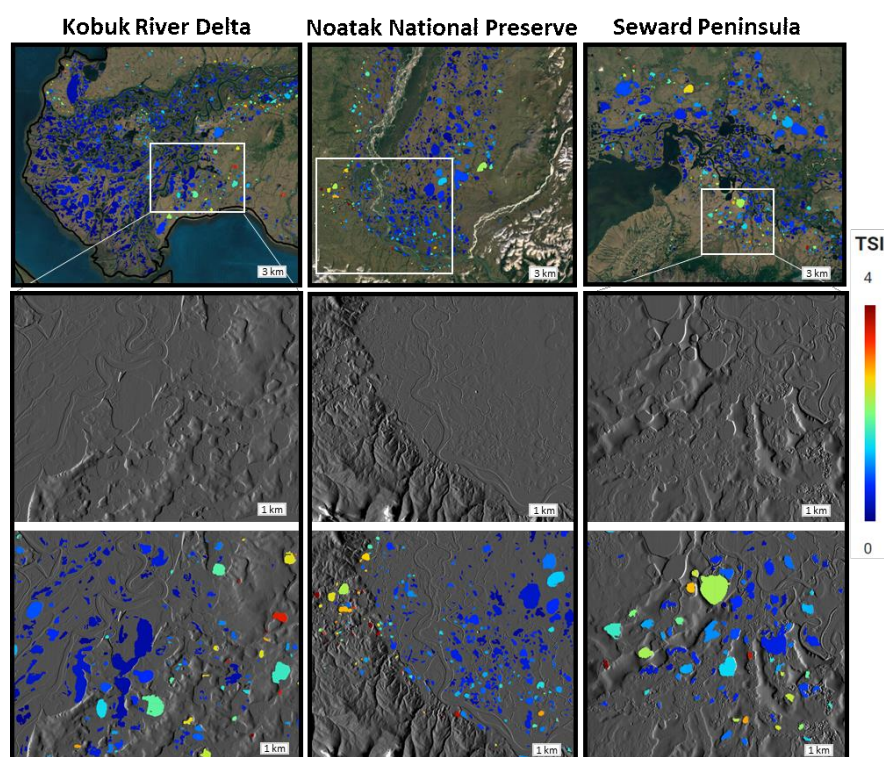 Kobuk River Delta
Noatak National Preserve
Seward Peninsula
3 km
3 km
3 km
TSI
4
0
1 km
1 km
1 km
1 km
1 km
1 km